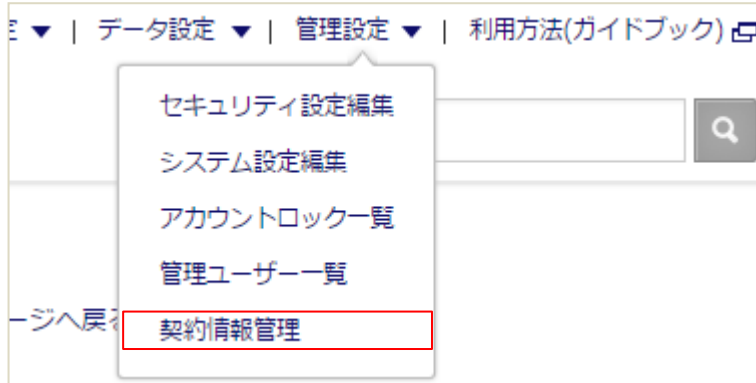 ▼ | データ設定 ▼ | 管理設定 ▼ | 利用方法(ガイドブック)
セキュリティ設定編集
システム設定編集
アカウントロック一覧
管理ユーザー一覧
ージへ戻る
契約情報管理